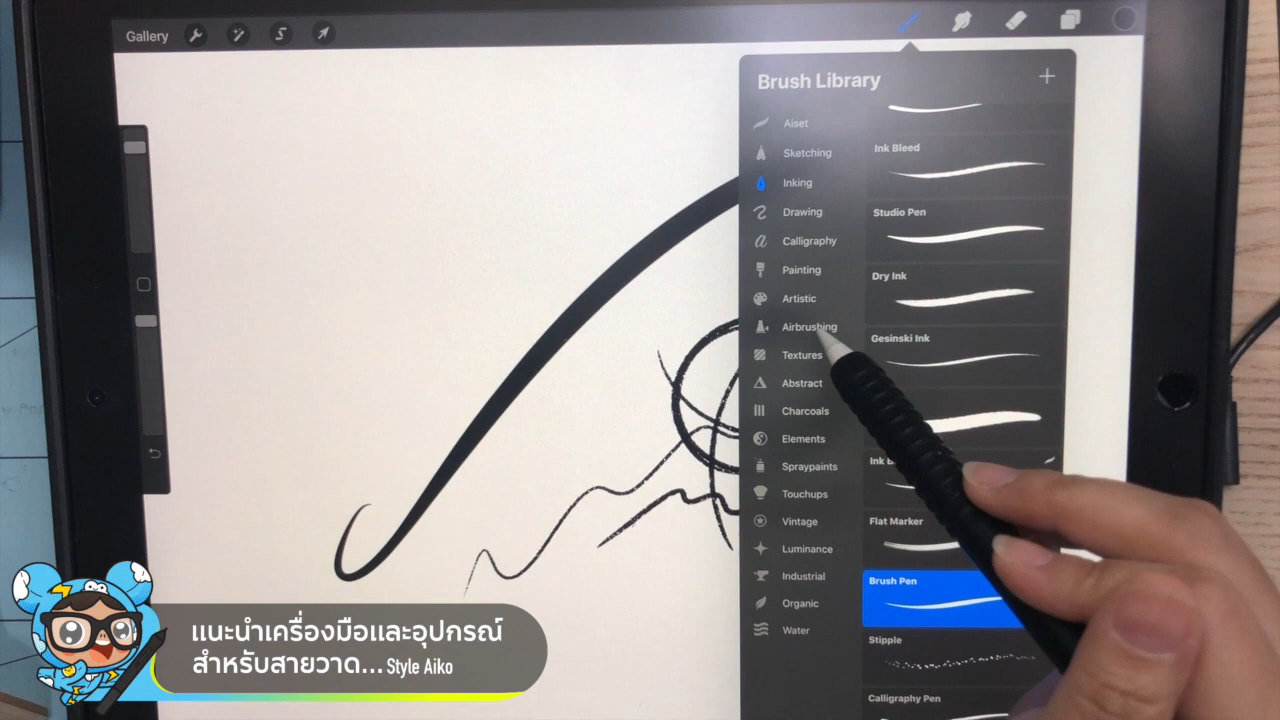 Gallery
Brush Library
Aiset
Sketching
Inking
Drawing
Calligraphy
Painting
Artistic
Airbrushing
Textures
Abstract
Charcoals
Elements
Spraypaints
Touchups
Vintage
Luminance
Industrial
Organic
Water
Ink Bleed
Studio Pen
Dry Ink
Gesinski Ink
Ink B
Flat Marker
Brush Pen
Stipple
Calligraphy Pen
แนะนำเครื่องมือและอุปกรณ์
สำหรับสายวาด... Style Aiko